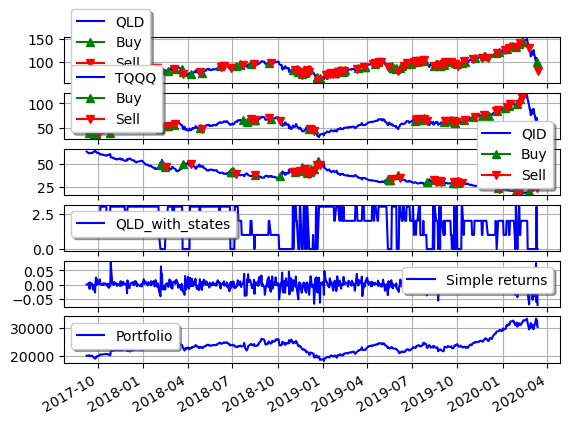 QLD
Buy
Sell
150
100
TQQQ
Buy
Sell
100
50
QID
Buy
Sell
50
25
QLD_with_states
2.5
0.0
Simple returns
0.05
0.00
−0.05
Portfolio
30000
20000
2017-10
2018-01
2018-04
2018-07
2018-10
2019-01
2019-04
2019-07
2019-10
2020-01
2020-04